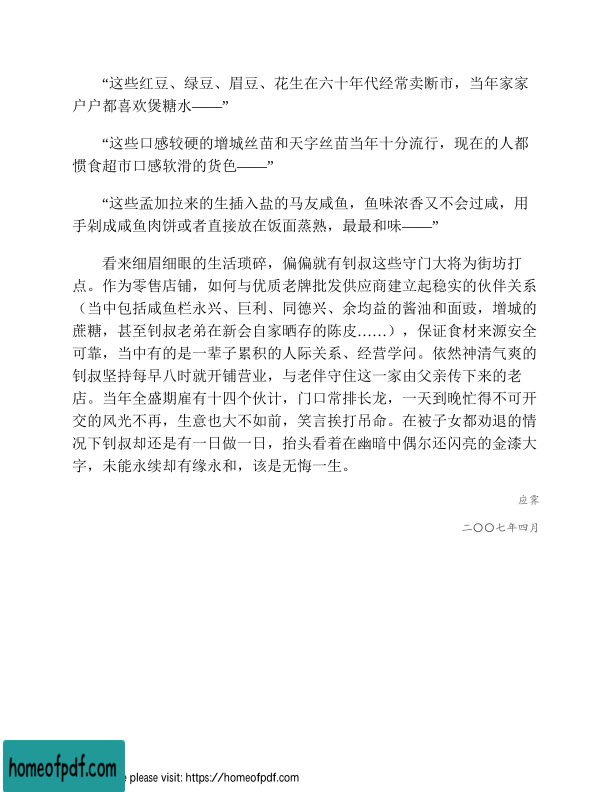 “这些红豆、绿豆、眉豆、花生在六十年代经常卖断市，当年家家
户户都喜欢煲糖水——”
“这些口感较硬的增城丝苗和天字丝苗当年十分流行，现在的人都
惯食超市口感软滑的货色——”
“这些孟加拉来的生插入盐的马友咸鱼，鱼味浓香又不会过咸，用
手剁成咸鱼肉饼或者直接放在饭面蒸熟，最最和味——”
看来细眉细眼的生活琐碎，偏偏就有钊叔这些守门大将为街坊打
点。作为零售店铺，如何与优质老牌批发供应商建立起稳实的伙伴关系
（当中包括咸鱼栏永兴、巨利、同德兴、余均益的酱油和面豉，增城的
蔗糖，甚至钊叔老弟在新会自家晒存的陈皮……），保证食材来源安全
可靠，当中有的是一辈子累积的人际关系、经营学问。依然神清气爽的
钊叔坚持每早八时就开铺营业，与老伴守住这一家由父亲传下来的老
店。当年全盛期雇有十四个伙计，门口常排长龙，一天到晚忙得不可开
交的风光不再，生意也大不如前，笑言挨打吊命。在被子女都劝退的情
况下钊叔却还是有一日做一日，抬头看着在幽暗中偶尔还闪亮的金漆大
字，未能永续却有缘永和，该是无悔一生。
应霁
二〇〇七年四月
homeofpdf.com
e please visit: https://homeofpdf.com